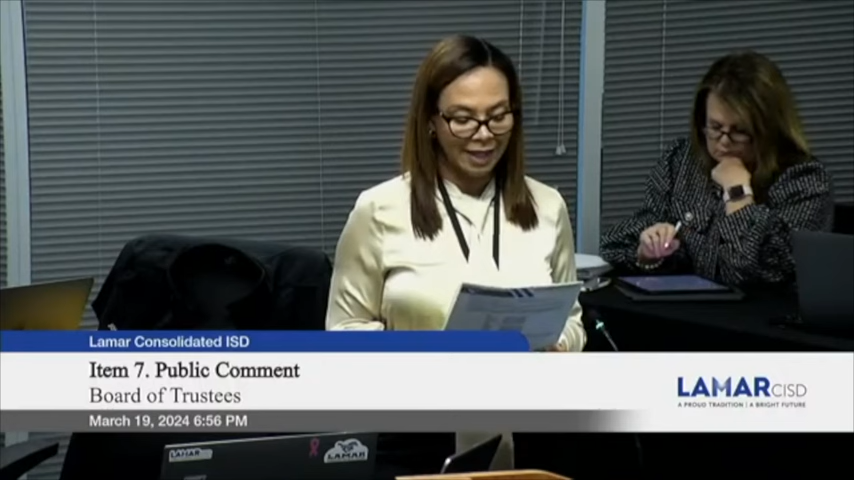 Lamar Consolidated ISD
Item 7. Public Comment
Board of Trustees
March 19, 2024 6:56 PM
LAMARCISD
A PROUD TRADITION | A BRIGHT FUTURE
LAMAR
LAMAR